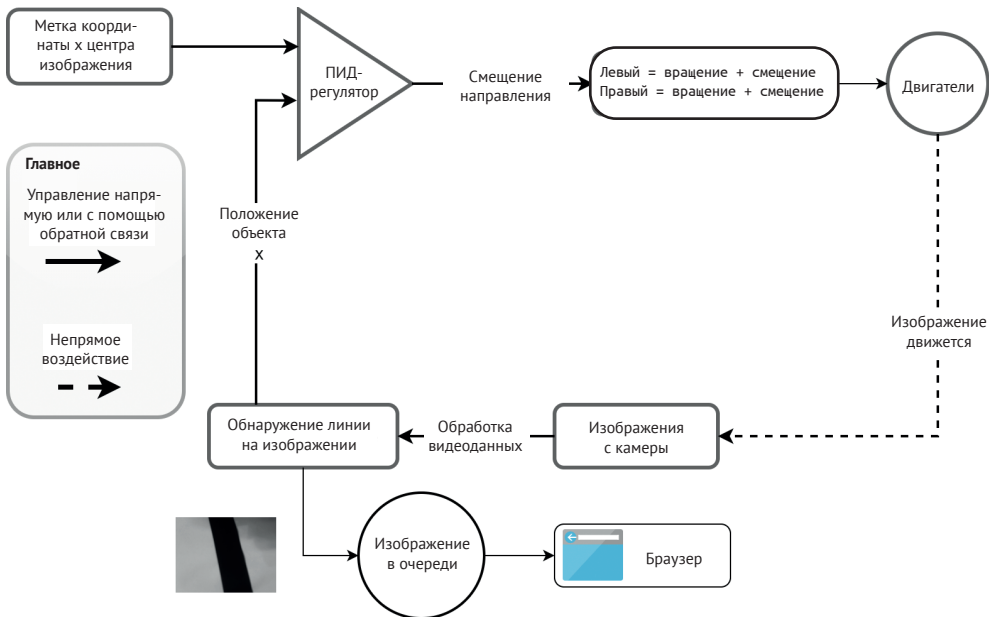 Метка коорди-
наты x центра
изображения
ПИД-
регулятор
Смещение
направления
Левый = вращение + смещение
Правый = вращение + смещение
Двигатели
Главное
Управление напря-
мую или с помощью
обратной связи
Непрямое
воздействие
Положение
объекта
X
Изображение
движется
Обнаружение линии
на изображении
Обработка
видеоданных
Изображения
с камеры
Изображение
в очереди
Браузер